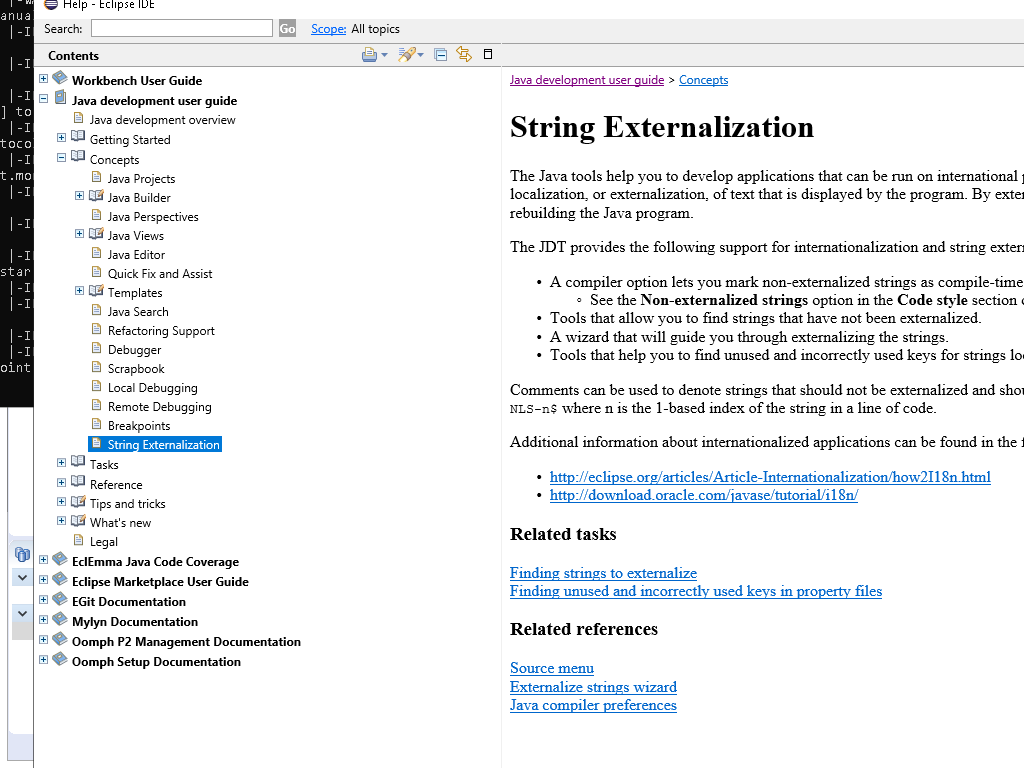 Help - Eclipse IDE
Search: Go Scope: All topics
Contents
Workbench User Guide
Java development user guide
Java development overview
Getting Started
Concepts
Java Projects
Java Builder
Java Perspectives
Java Views
Java Editor
Quick Fix and Assist
Templates
Java Search
Refactoring Support
Debugger
Scrapbook
Local Debugging
Remote Debugging
Breakpoints
String Externalization
Tasks
Reference
Tips and tricks
What's new
Legal
EclEmma Java Code Coverage
Eclipse Marketplace User Guide
EGit Documentation
Mylyn Documentation
Oomph P2 Management Documentation
Oomph Setup Documentation
Java development user guide > Concepts
String Externalization
The Java tools help you to develop applications that can be run on international
localization, or externalization, of text that is displayed by the program. By
rebuilding the Java program.
The JDT provides the following support for internationalization and string
• A compiler option lets you mark non-externalized strings as compile-time
◦ See the Non-externalized strings option in the Code style section
• Tools that allow you to find strings that have not been externalized.
• A wizard that will guide you through externalizing the strings.
• Tools that help you to find unused and incorrectly used keys for strings
Comments can be used to denote strings that should not be externalized and
NLS-n$ where n is the 1-based index of the string in a line of code.
Additional information about internationalized applications can be found in the
• http://eclipse.org/articles/Article-Internationalization/how2I18n.html
• http://download.oracle.com/javase/tutorial/i18n/
Related tasks
Finding strings to externalize
Finding unused and incorrectly used keys in property files
Related references
Source menu
Externalize strings wizard
Java compiler preferences